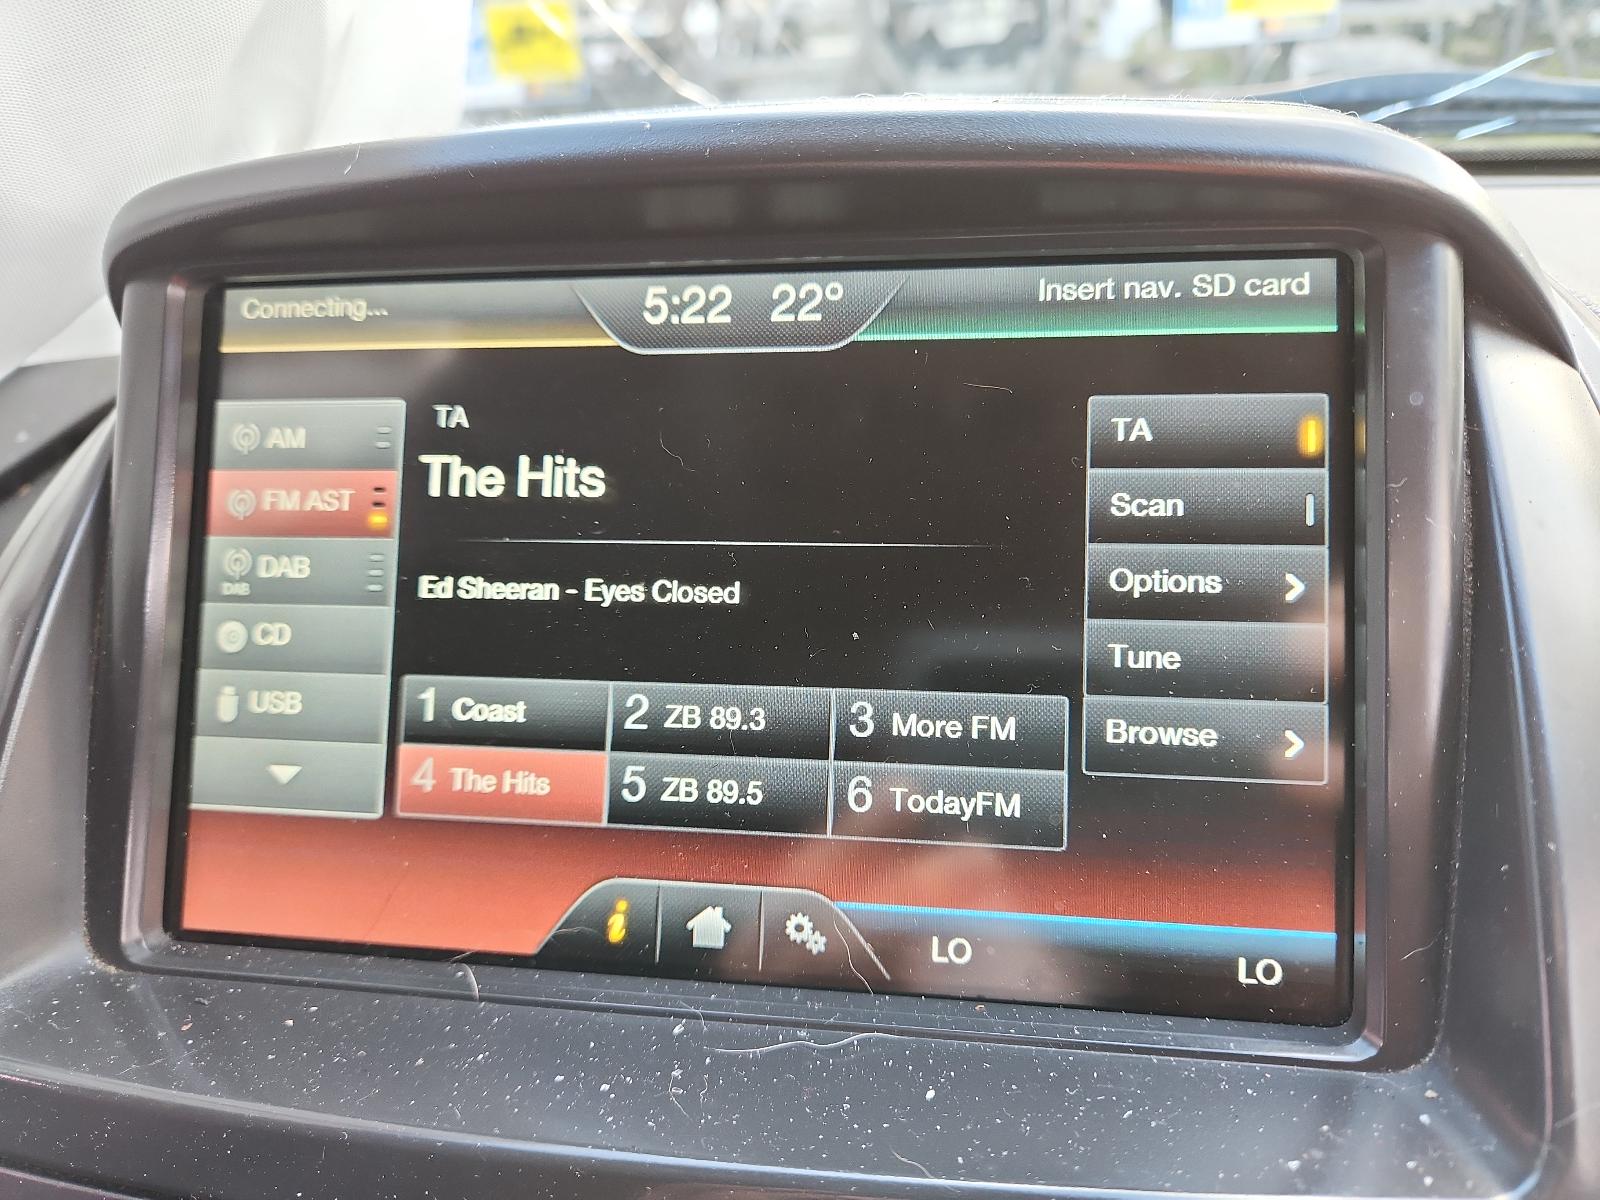 Connecting...
5:22 22°
Insert nav. SD card
AM
FM AST
DAB
DAB
CD
USB
TA
The Hits
Ed Sheeran - Eyes Closed
1 Coast
2 ZB 89.3
3 More FM
4 The Hits
5 ZB 89.5
6 TodayFM
TA
Scan
Options
Tune
Browse
i
LO
LO